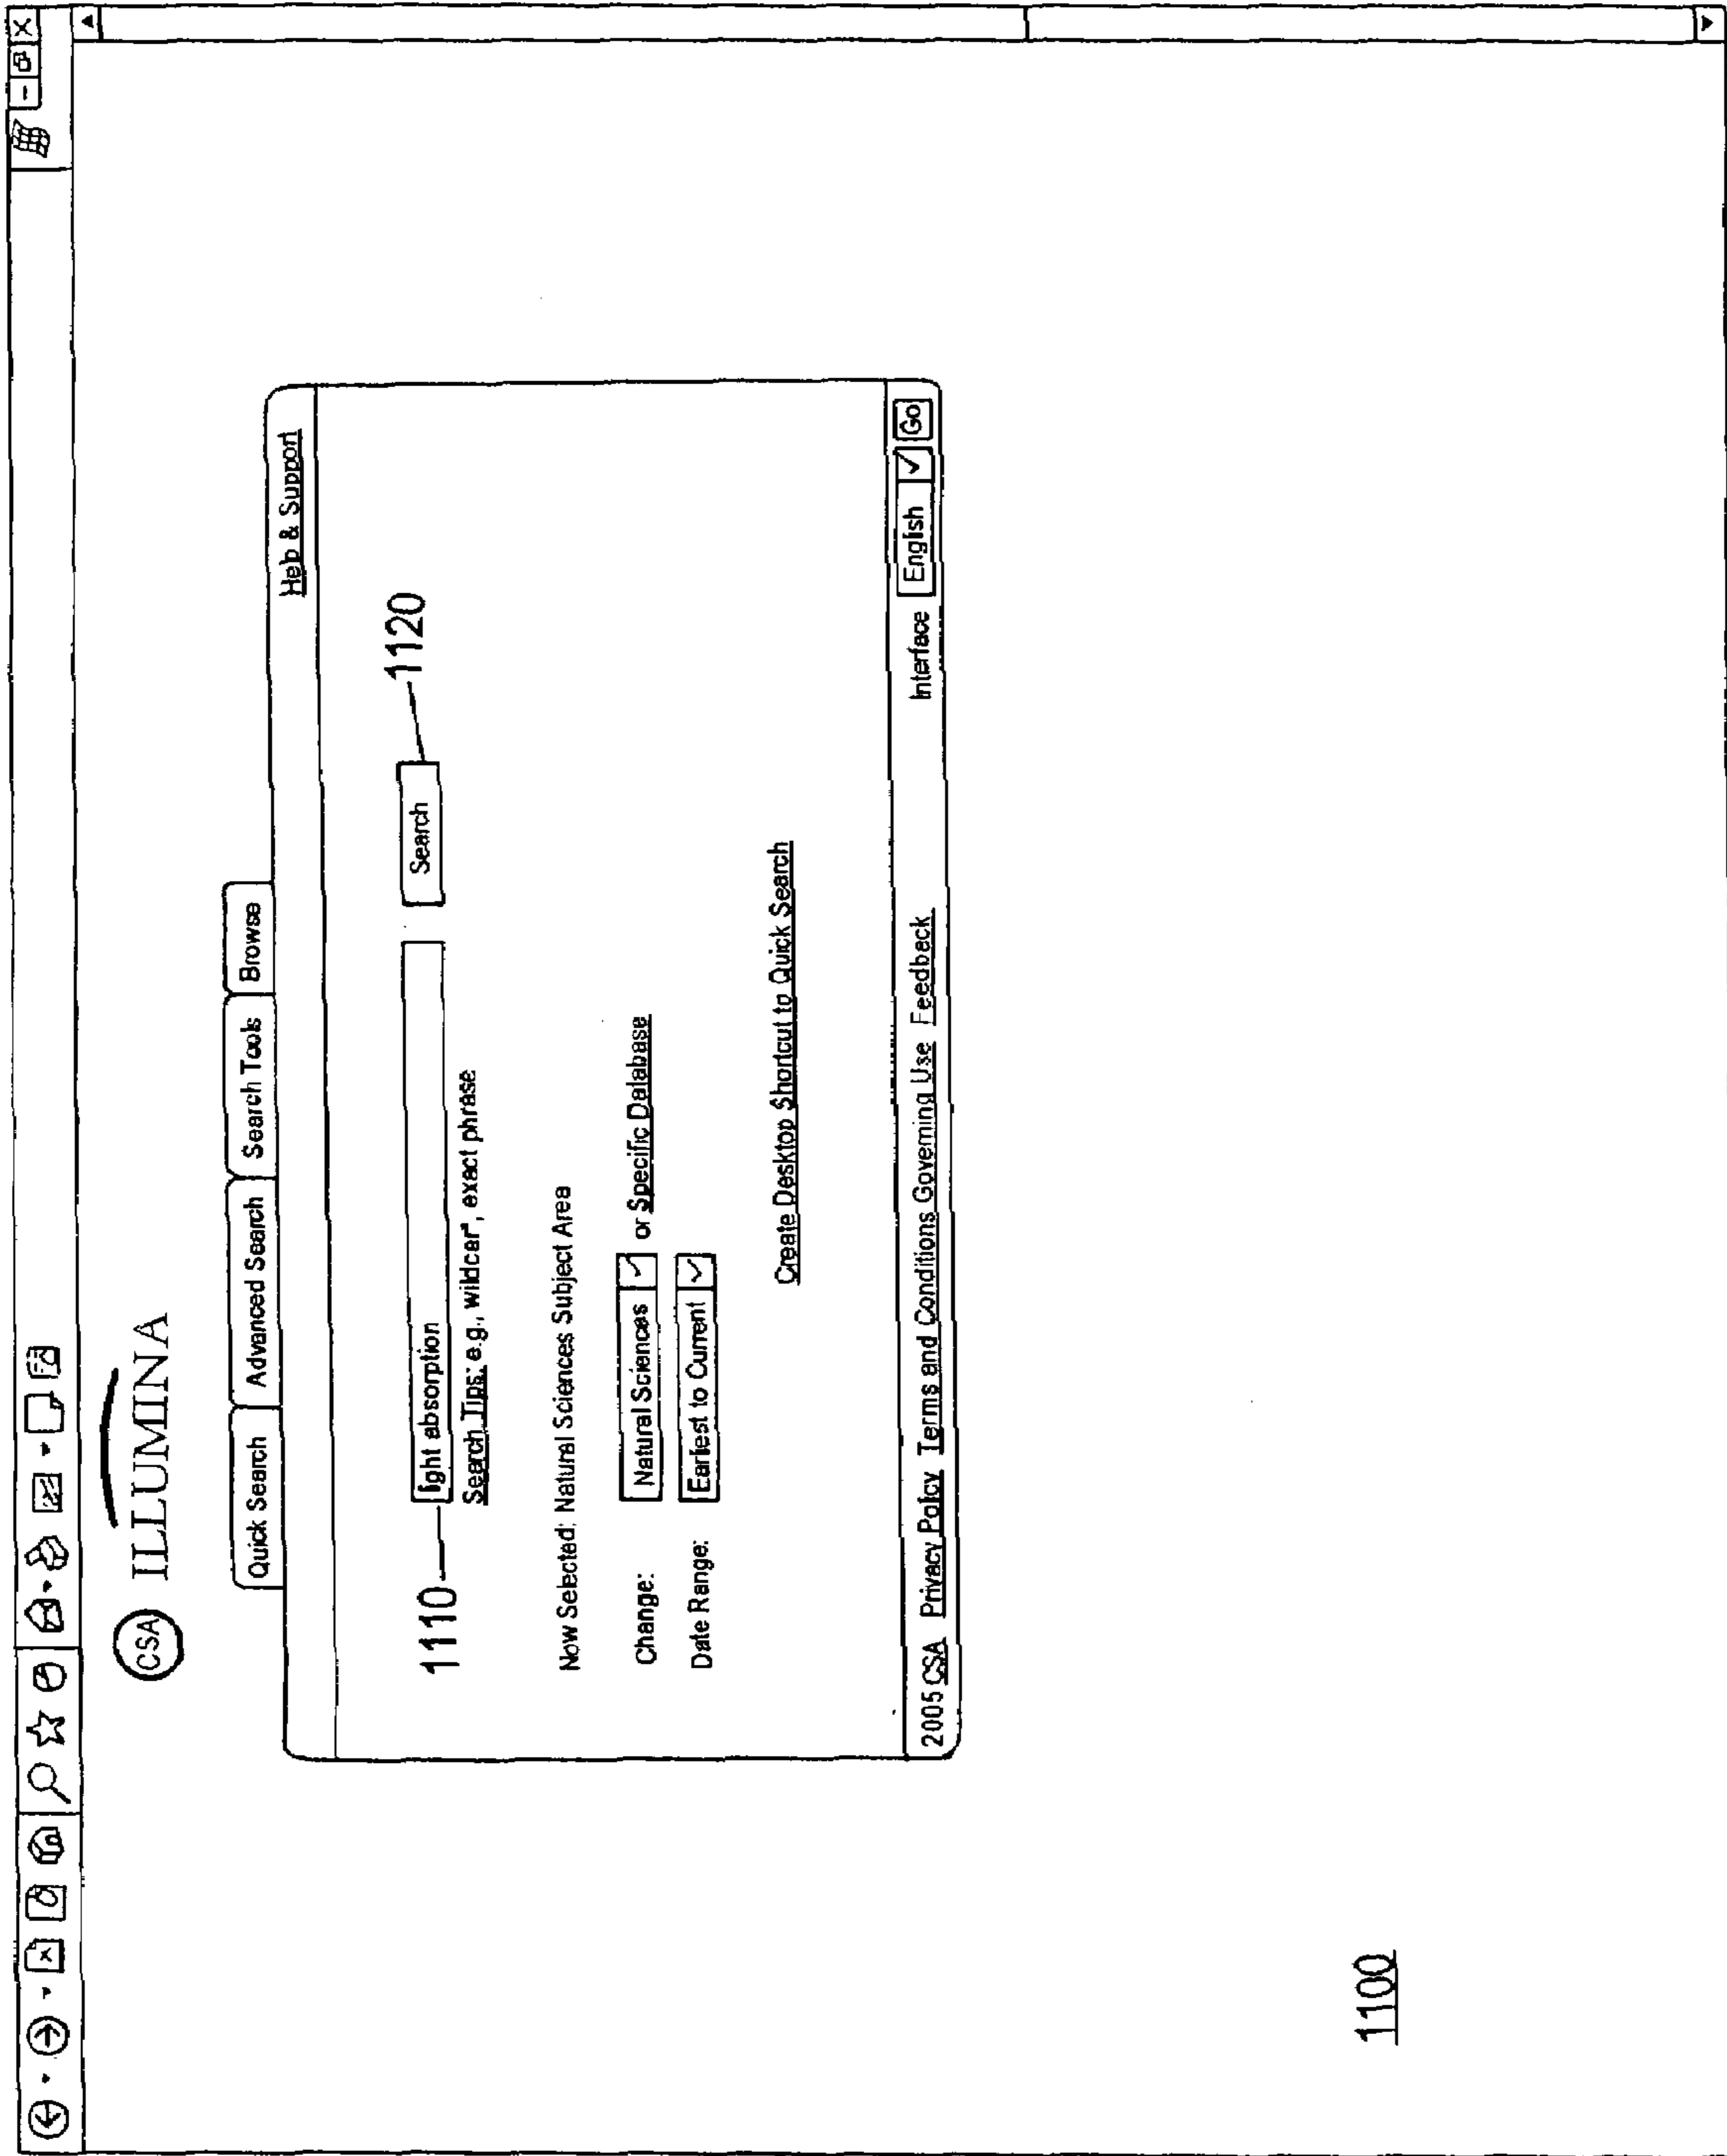 CSA ILLUMINA
Quick Search Advanced Search Search Tools Browse
Help & Support
1110 light absorption Search 1120
Search Tips: e.g., wildcar*, exact phrase
Now Selected: Natural Sciences Subject Area
Change: Natural Sciences or Specific Database
Date Range: Earliest to Current
Create Desktop Shortcut to Quick Search
2005 CSA Privacy Policy Terms and Conditions Governing Use Feedback Interface English Go
1100